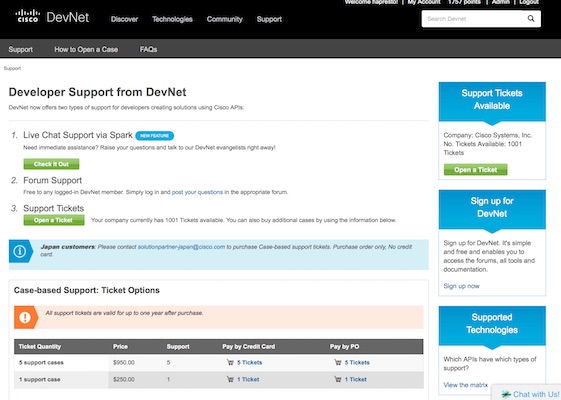 Welcome hapresto! | My Account 1757 points | Admin | Logout
CISCO DevNet
Discover Technologies Community Support
Search Devnet
Support How to Open a Case FAQs
Support
Developer Support from DevNet
DevNet now offers two types of support for developers creating solutions using Cisco APIs:
1. Live Chat Support via Spark NEW FEATURE
Need immediate assistance? Raise your questions and talk to our DevNet evangelists right away!
Check It Out
2. Forum Support
Free to any logged-in DevNet member. Simply log in and post your questions in the appropriate forum.
3. Support Tickets
Open a Ticket Your company currently has 1001 Tickets available. You can also buy additional cases by using the information below.
Japan customers: Please contact solutionpartner-japan@cisco.com to purchase Case-based support tickets. Purchase order only, No credit
card.
Case-based Support: Ticket Options
All support tickets are valid for up to one year after purchase.
Ticket Quantity Price Support Pay by Credit Card Pay by PO
5 support cases $950.00 5 5 Tickets 5 Tickets
1 support case $250.00 1 1 Ticket 1 Ticket
Support Tickets
Available
Company: Cisco Systems, Inc.
No. Tickets Available: 1001
Tickets
Open a Ticket
Sign up for
DevNet
Sign up for DevNet. It's simple
and free and enables you to
access the forums, all tools and
documentation.
Sign up now
Supported
Technologies
Which APIs have which types of
support?
View the matrix
Chat with Us!